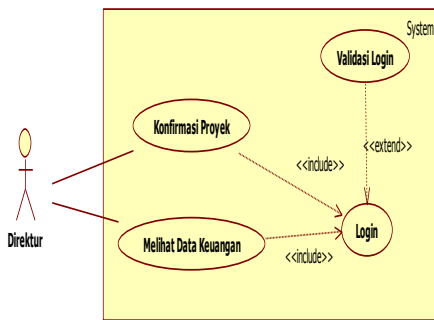 System
Validasi Login
Konfirmasi Proyek
<<extend>>
<<include>>
Direktur
Melihat Data Keuangan
Login
<<include>>